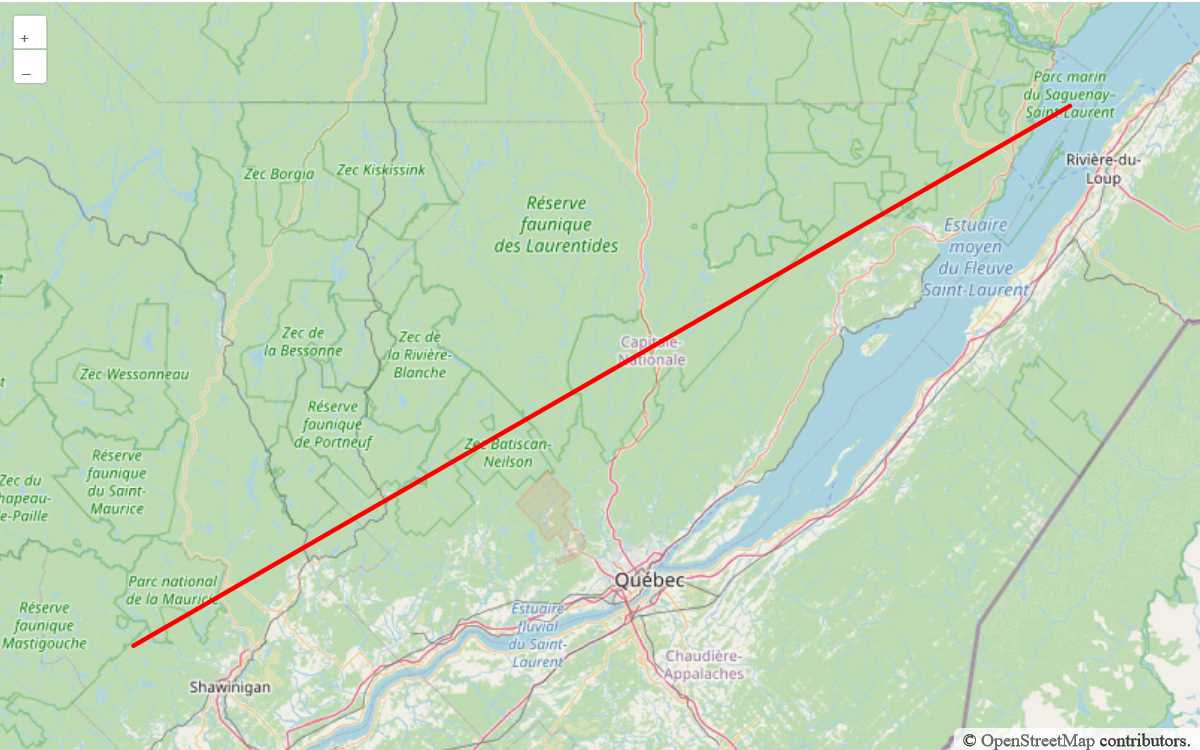 +
–
Parc marin
du Saguenay–
Saint-Laurent
Zec Borgia
Zec Kiskissink
Rivière-du-
Loup
Réserve
faunique
des Laurentides
Estuaire
moyen
du Fleuve
Saint-Laurent
Zec de
la Bessonne
Zec de
la Rivière-
Blanche
Capitale-
Nationale
Zec Wessonneau
Réserve
faunique
de Portneuf
Zec Batiscan-
Neilson
Réserve
faunique
du Saint-
Maurice
Zec du
hapeau-
e-Paille
Parc national
de la Mauricie
Québec
Réserve
faunique
Mastigouche
Estuaire
fluvial
du Saint-
Laurent
Chaudière-
Appalaches
Shawinigan
© OpenStreetMap contributors.